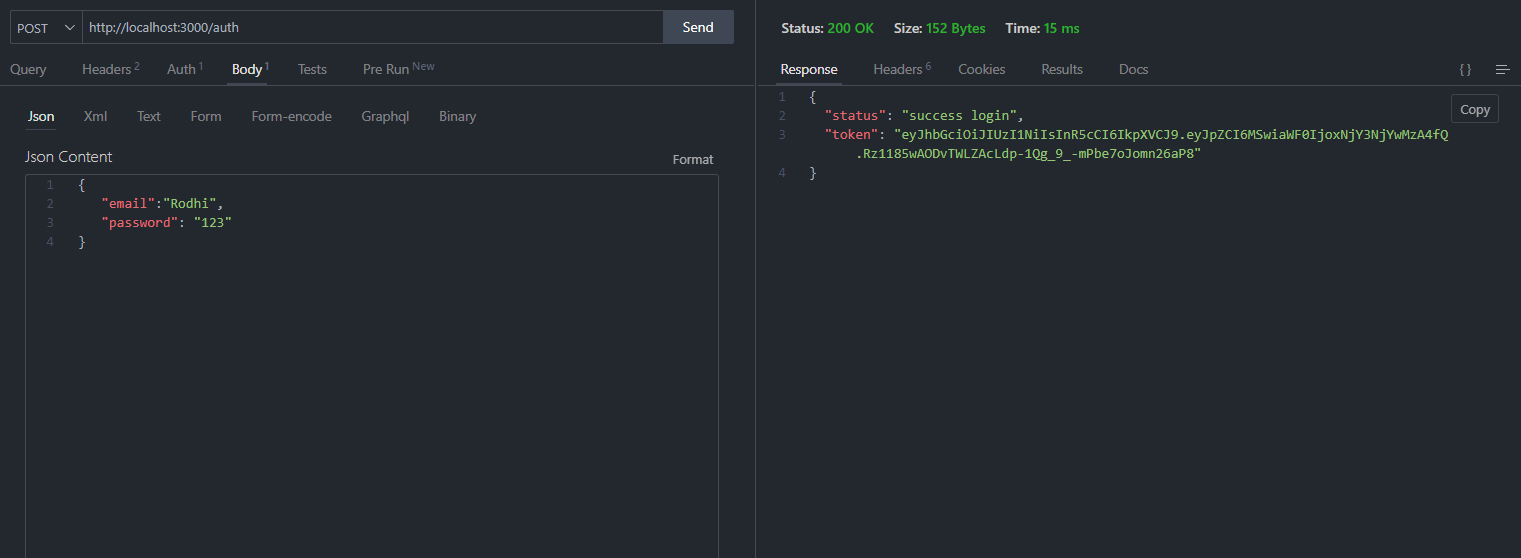 POST http://localhost:3000/auth Send
Query Headers 2 Auth 1 Body 1 Tests Pre Run New
Json Xml Text Form Form-encode Graphql Binary
Json Content
Format
1 {
2 "email":"Rodhi",
3 "password": "123"
4 }
Status: 200 OK Size: 152 Bytes Time: 15 ms
Response Headers 6 Cookies Results Docs { }
Copy
1 {
2 "status": "success login",
3 "token": "eyJhbGciOiJIUzI1NiIsInR5cCI6IkpXVCJ9.eyJpZCI6MSwiaWF0IjoxNjY3NjYwMzA4fQ
.Rz1185wAODvTWLZAcLdp-1Qg_9_-mPbe7oJomn26aP8"
4 }